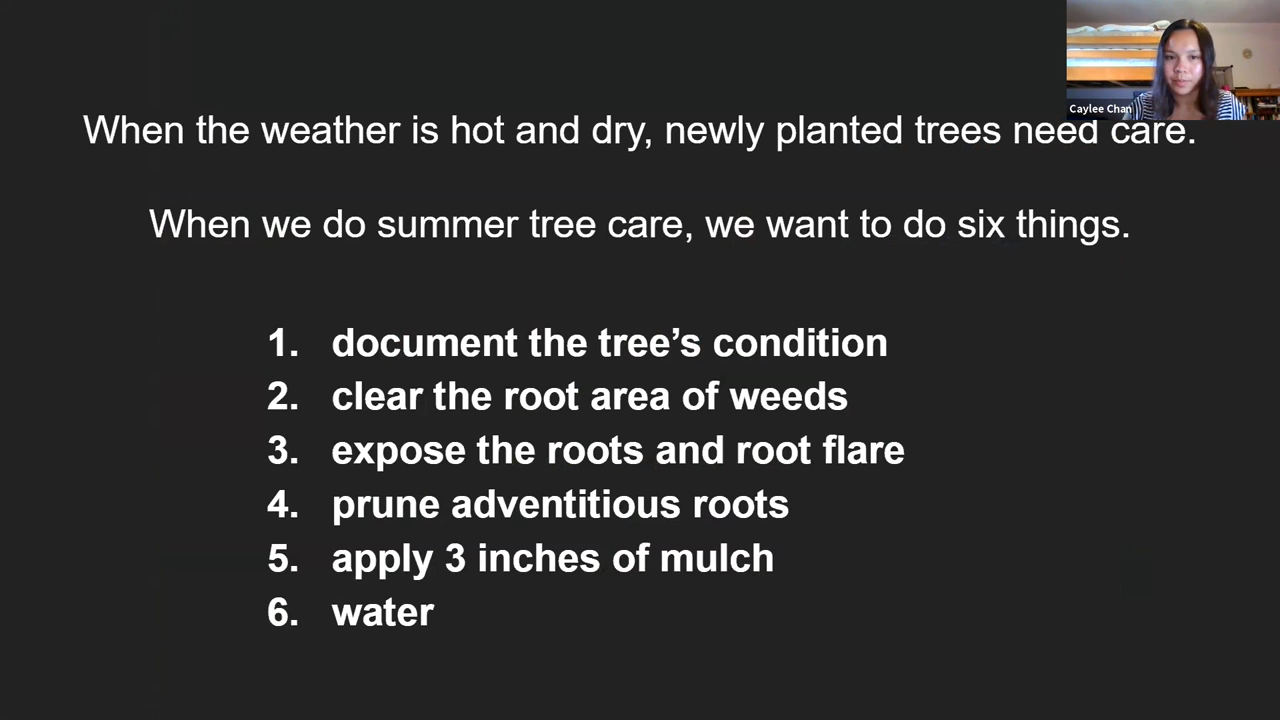 Caylee Chan
When the weather is hot and dry, newly planted trees need care.
When we do summer tree care, we want to do six things.
1. document the tree’s condition
2. clear the root area of weeds
3. expose the roots and root flare
4. prune adventitious roots
5. apply 3 inches of mulch
6. water